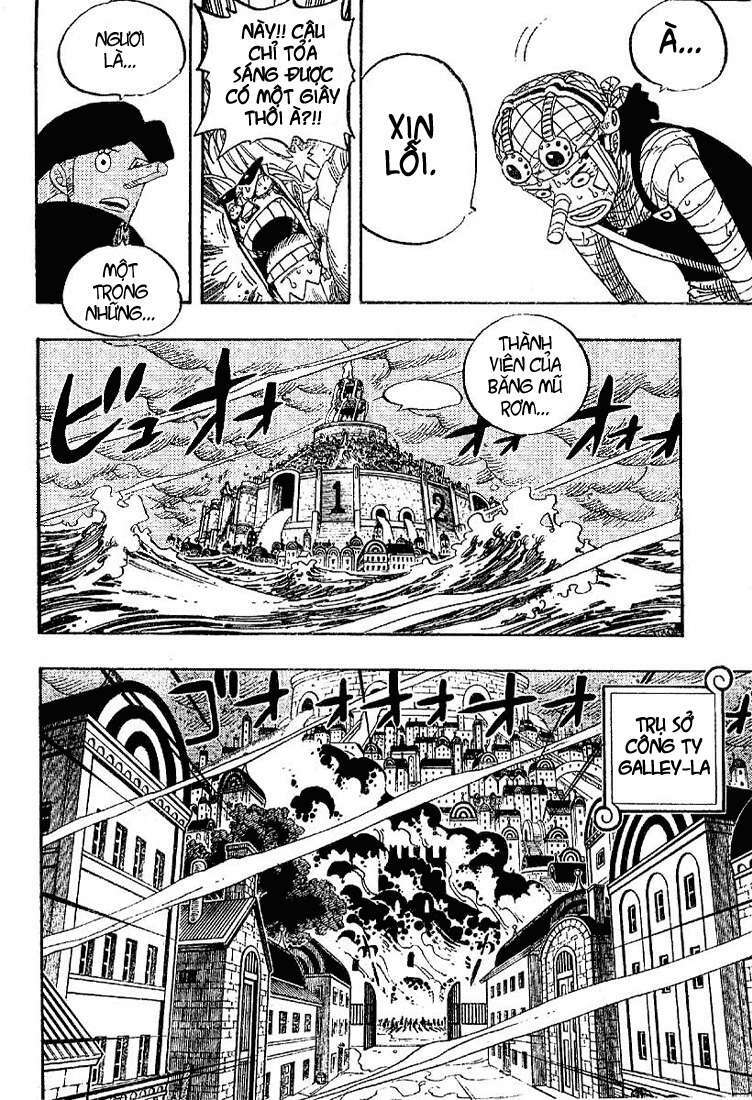 À...
XIN
LỖI.
NÀY!! CẬU
CHỈ TỎA
SÁNG ĐƯỢC
CÓ MỘT GIÂY
THÔI À?!!
NGƯƠI
LÀ...
MỘT
TRONG
NHỮNG...
THÀNH
VIÊN CỦA
BĂNG MŨ
RƠM...
ビュオオオオオオオ
1 2
TRỤ SỞ
CÔNG TY
GALLEY-LA
ゴオオオオオオ